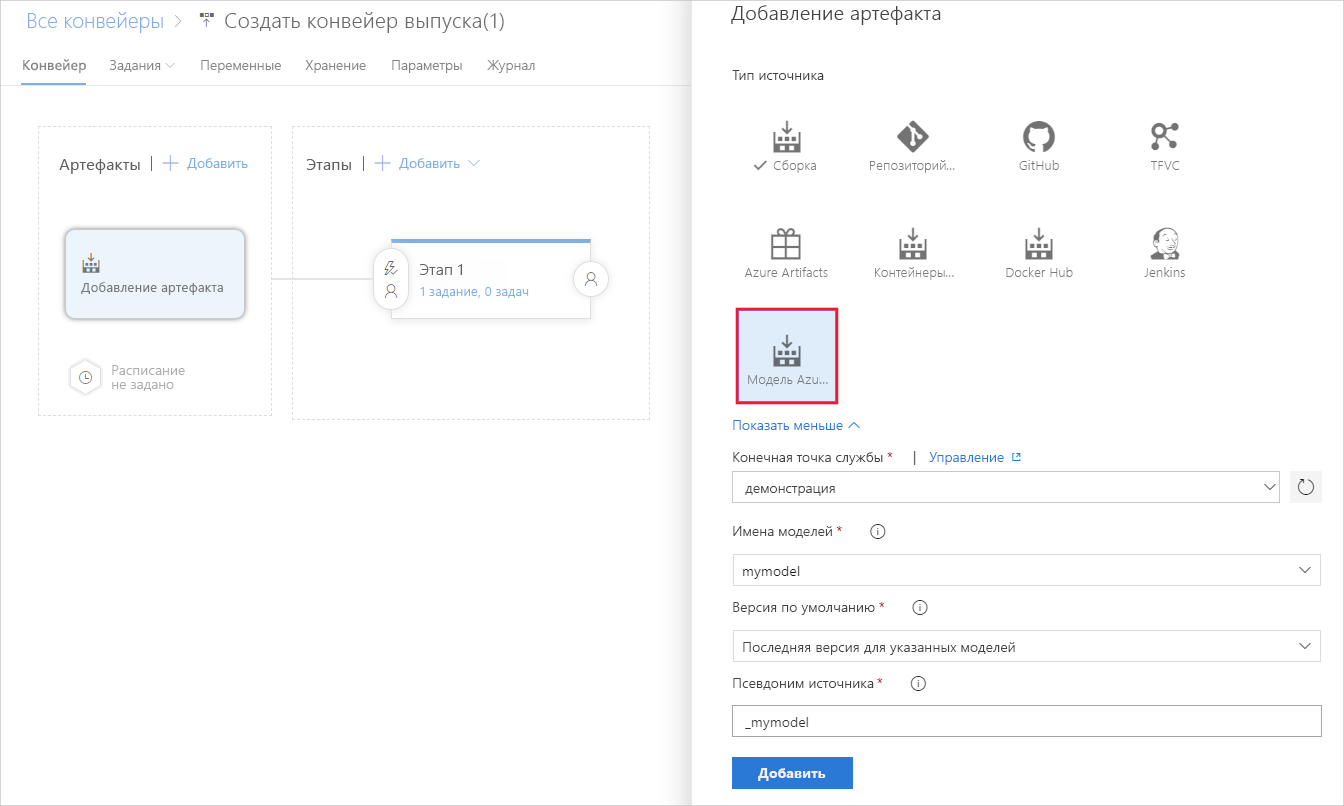 Все конвейеры > Создать конвейер выпуска(1)
Конвейер Задания Переменные Хранение Параметры Журнал
Артефакты | + Добавить
Этапы | + Добавить
Добавление артефакта
Этап 1
1 задание, 0 задач
Расписание
не задано
Добавление артефакта
Тип источника
Сборка Репозиторий... GitHub TFVC
Azure Artifacts Контейнеры... Docker Hub Jenkins
Модель Azu...
Показать меньше
Конечная точка службы * | Управление
демонстрация
Имена моделей *
mymodel
Версия по умолчанию *
Последняя версия для указанных моделей
Псевдоним источника *
_mymodel
Добавить